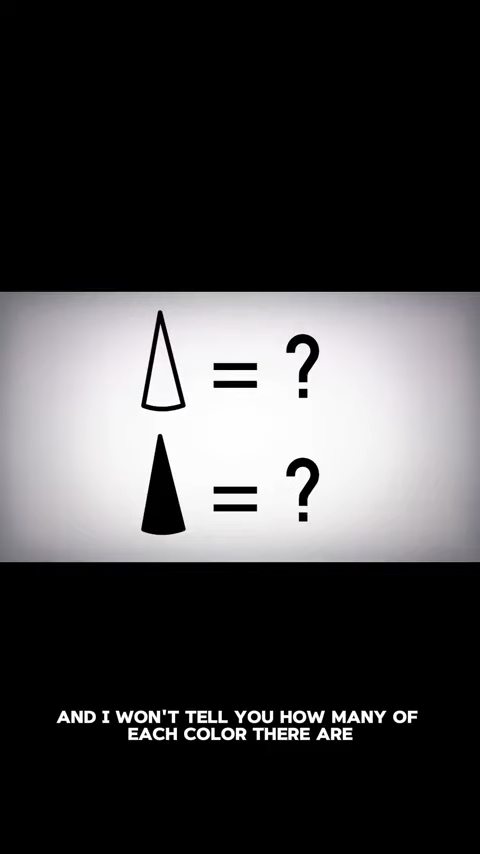 = ?
= ?
AND I WON'T TELL YOU HOW MANY OF
EACH COLOR THERE ARE